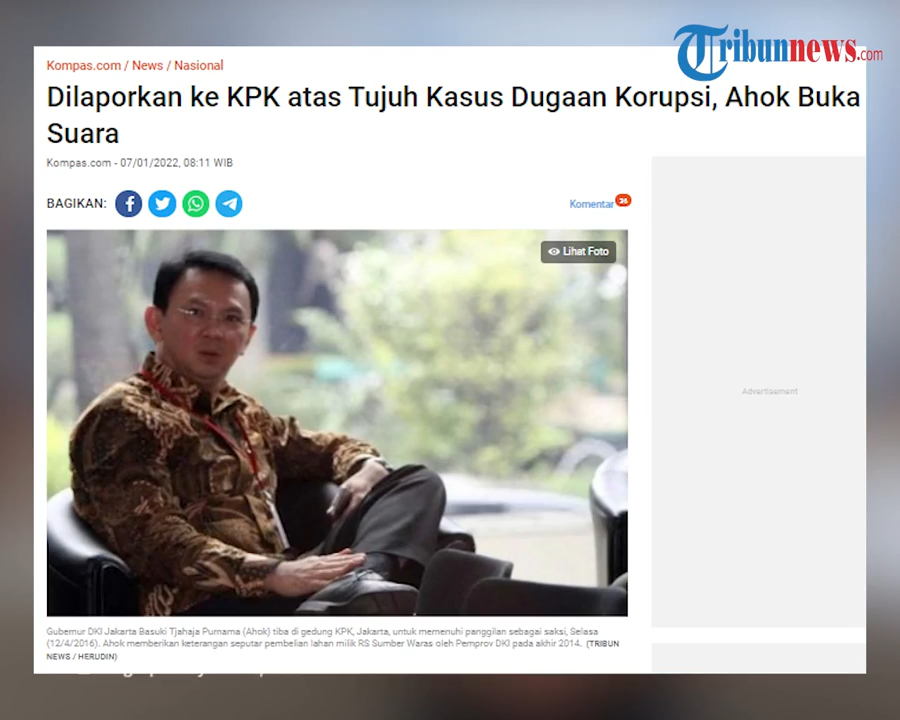 Tribunnews.com
Kompas.com / News / Nasional
Dilaporkan ke KPK atas Tujuh Kasus Dugaan Korupsi, Ahok Buka
Suara
Kompas.com - 07/01/2022, 08:11 WIB
BAGIKAN:
Komentar 26
Lihat Foto
Advertisement
Gubernur DKI Jakarta Basuki Tjahaja Purnama (Ahok) tiba di gedung KPK, Jakarta, untuk memenuhi panggilan sebagai saksi, Selasa
(12/4/2016). Ahok memberikan keterangan seputar pembelian lahan milik RS Sumber Waras oleh Pemprov DKI pada akhir 2014. (TRIBUN
NEWS / HERUDIN)